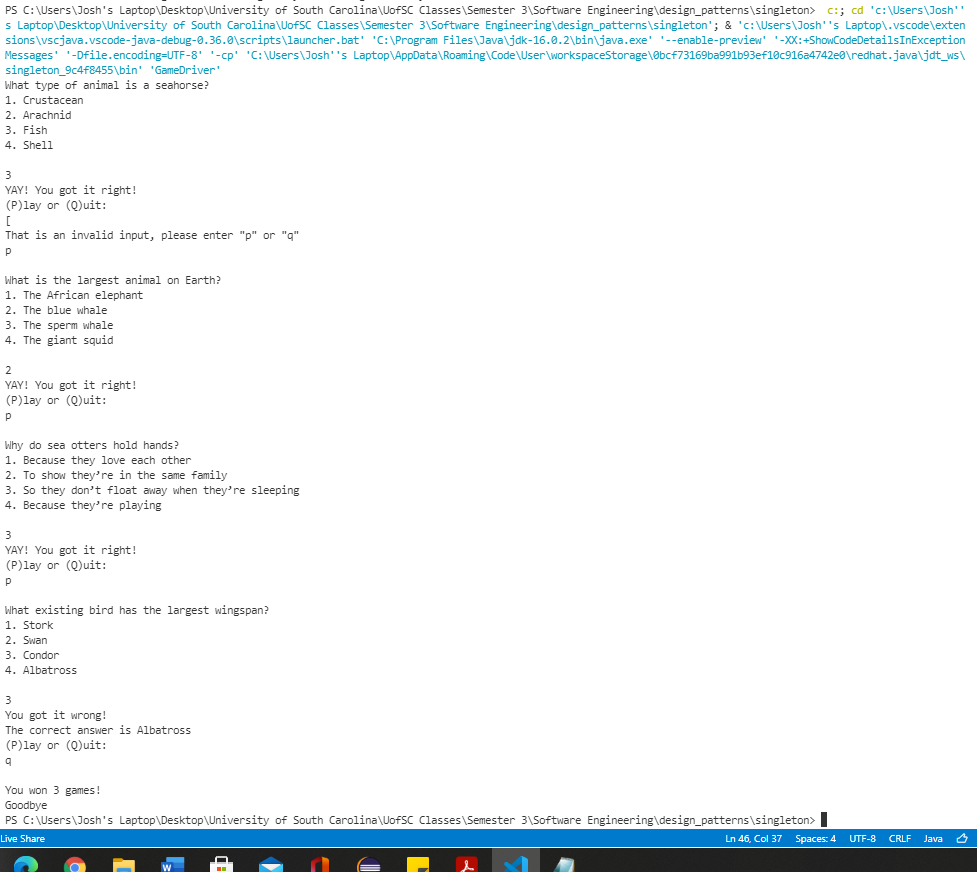 PS C:\Users\Josh's Laptop\Desktop\University of South Carolina\UofSC Classes\Semester 3\Software Engineering\design_patterns\singleton>  c:; cd 'c:\Users\Josh''
s Laptop\Desktop\University of South Carolina\UofSC Classes\Semester 3\Software Engineering\design_patterns\singleton'; & 'c:\Users\Josh''s Laptop\.vscode\exten
sions\vscjava.vscode-java-debug-0.36.0\scripts\launcher.bat' 'C:\Program Files\Java\jdk-16.0.2\bin\java.exe' '--enable-preview' '-XX:+ShowCodeDetailsInException
Messages' '-Dfile.encoding=UTF-8' '-cp' 'C:\Users\Josh''s Laptop\AppData\Roaming\Code\User\workspaceStorage\0bcf73169ba991b93ef10c916a4742e0\redhat.java\jdt_ws\
singleton_9c4f8455\bin' 'GameDriver'
What type of animal is a seahorse?
1. Crustacean
2. Arachnid
3. Fish
4. Shell
3
YAY! You got it right!
(P)lay or (Q)uit:
[
That is an invalid input, please enter "p" or "q"
p
What is the largest animal on Earth?
1. The African elephant
2. The blue whale
3. The sperm whale
4. The giant squid
2
YAY! You got it right!
(P)lay or (Q)uit:
p
Why do sea otters hold hands?
1. Because they love each other
2. To show they’re in the same family
3. So they don’t float away when they’re sleeping
4. Because they’re playing
3
YAY! You got it right!
(P)lay or (Q)uit:
p
What existing bird has the largest wingspan?
1. Stork
2. Swan
3. Condor
4. Albatross
3
You got it wrong!
The correct answer is Albatross
(P)lay or (Q)uit:
q
You won 3 games!
Goodbye
PS C:\Users\Josh's Laptop\Desktop\University of South Carolina\UofSC Classes\Semester 3\Software Engineering\design_patterns\singleton>
Live Share Ln 46, Col 37 Spaces: 4 UTF-8 CRLF Java
W